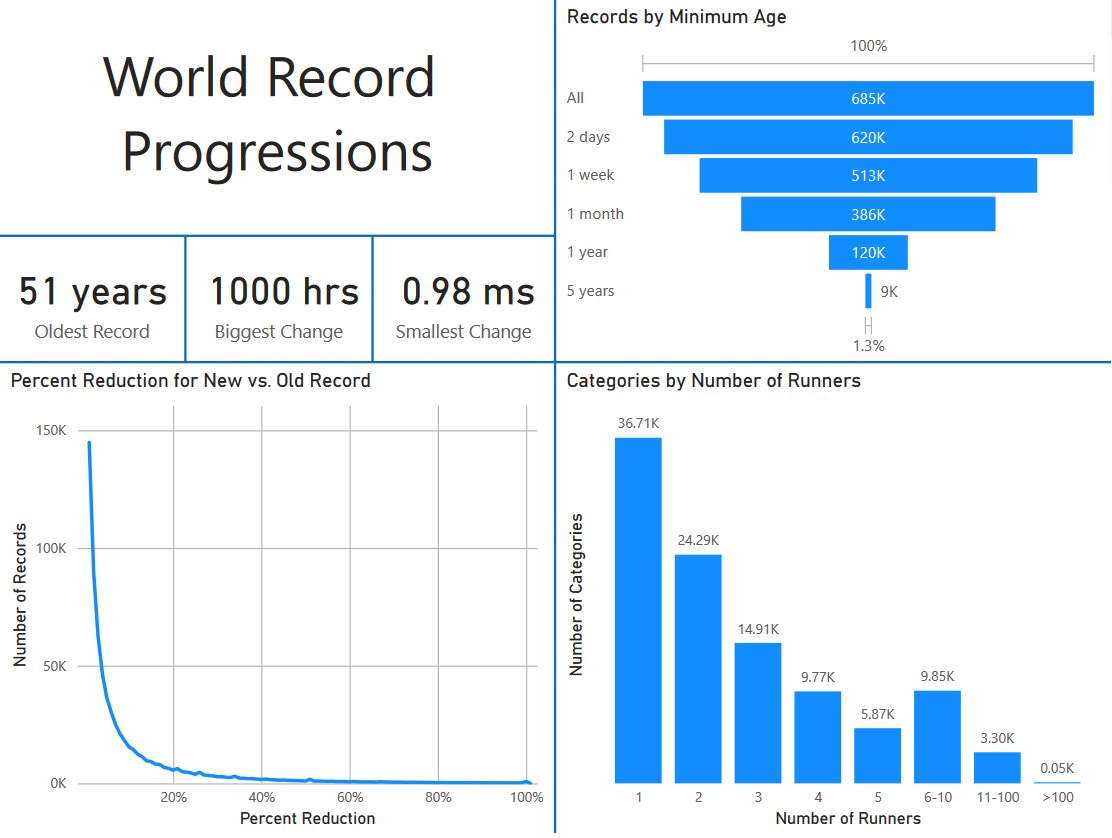 World Record
Progressions
51 years
Oldest Record
1000 hrs
Biggest Change
0.98 ms
Smallest Change
Records by Minimum Age
100%
All
685K
2 days
620K
1 week
513K
1 month
386K
1 year
120K
5 years
9K
1.3%
Percent Reduction for New vs. Old Record
Number of Records
150K
100K
50K
0K
20%
40%
60%
80%
100%
Percent Reduction
Categories by Number of Runners
Number of Categories
36.71K
24.29K
14.91K
9.77K
5.87K
9.85K
3.30K
0.05K
1
2
3
4
5
6-10
11-100
>100
Number of Runners